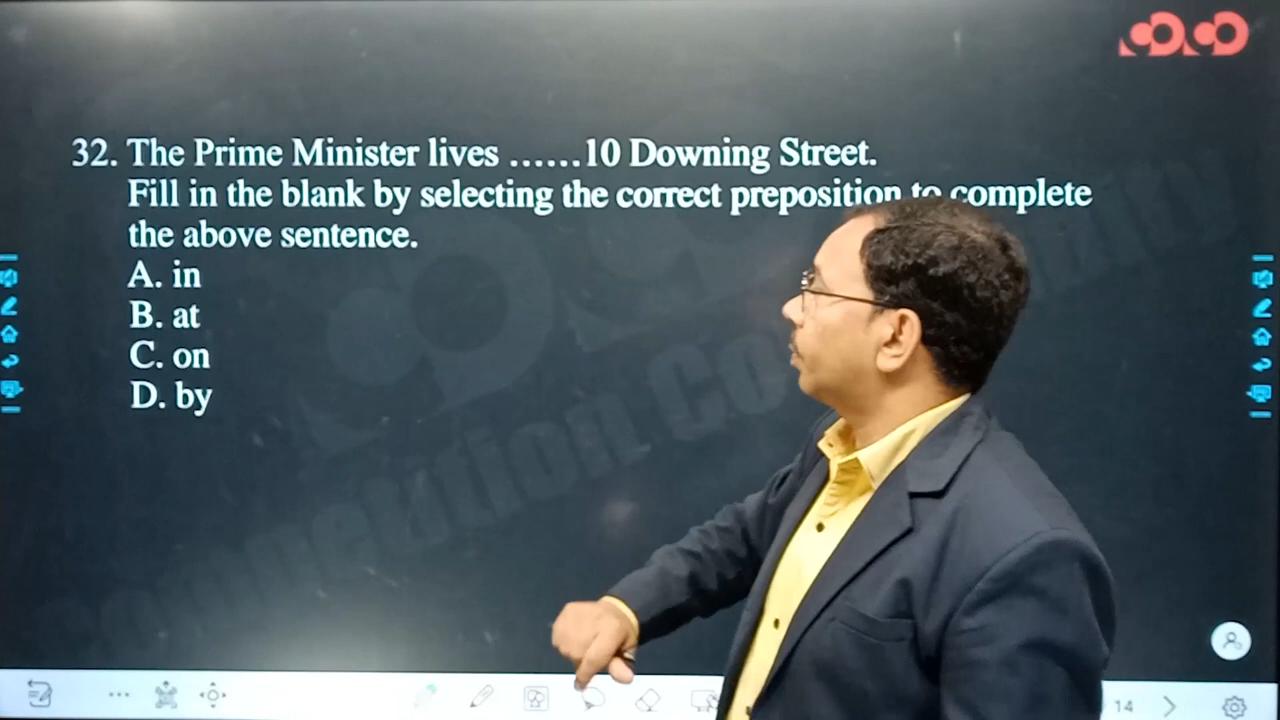 32. The Prime Minister lives ......10 Downing Street.
Fill in the blank by selecting the correct preposition to complete
the above sentence.
A. in
B. at
C. on
D. by
14